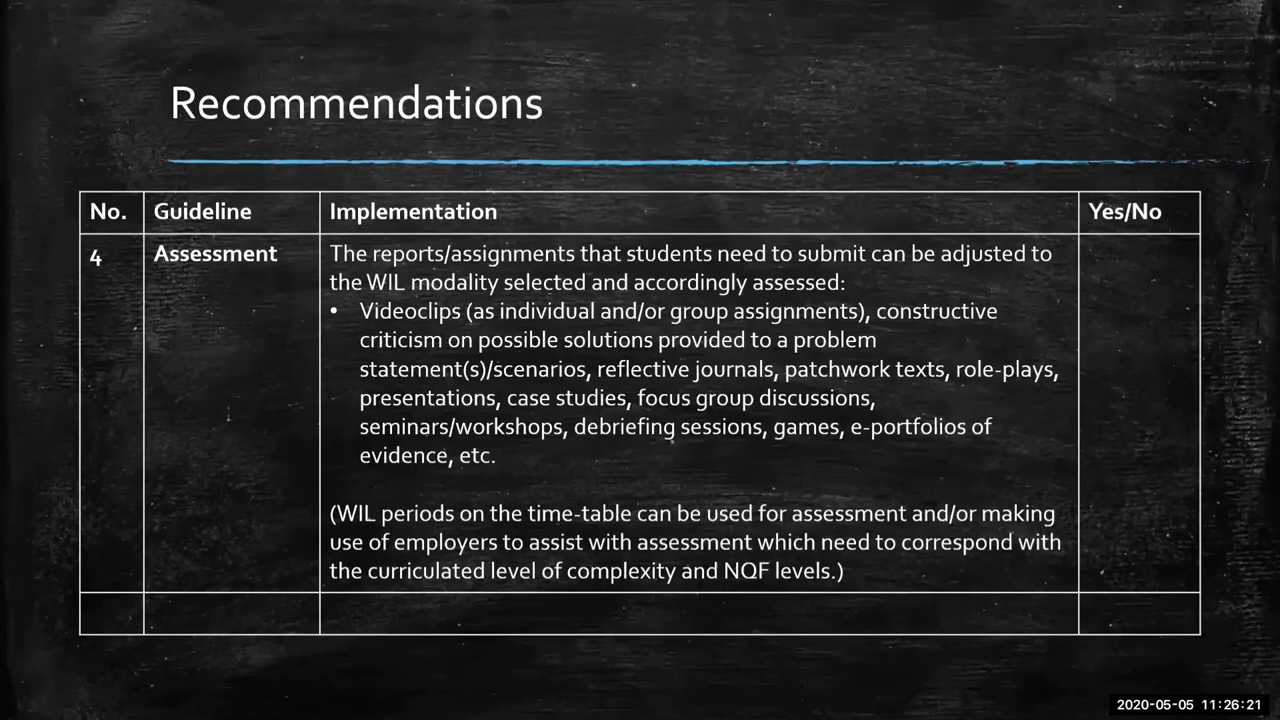 Recommendations
No. Guideline Implementation Yes/No
4 Assessment The reports/assignments that students need to submit can be adjusted to
the WIL modality selected and accordingly assessed:
• Videoclips (as individual and/or group assignments), constructive
criticism on possible solutions provided to a problem
statement(s)/scenarios, reflective journals, patchwork texts, role-plays,
presentations, case studies, focus group discussions,
seminars/workshops, debriefing sessions, games, e-portfolios of
evidence, etc.
(WIL periods on the time-table can be used for assessment and/or making
use of employers to assist with assessment which need to correspond with
the curriculated level of complexity and NQF levels.)
2020-05-05 11:26:21